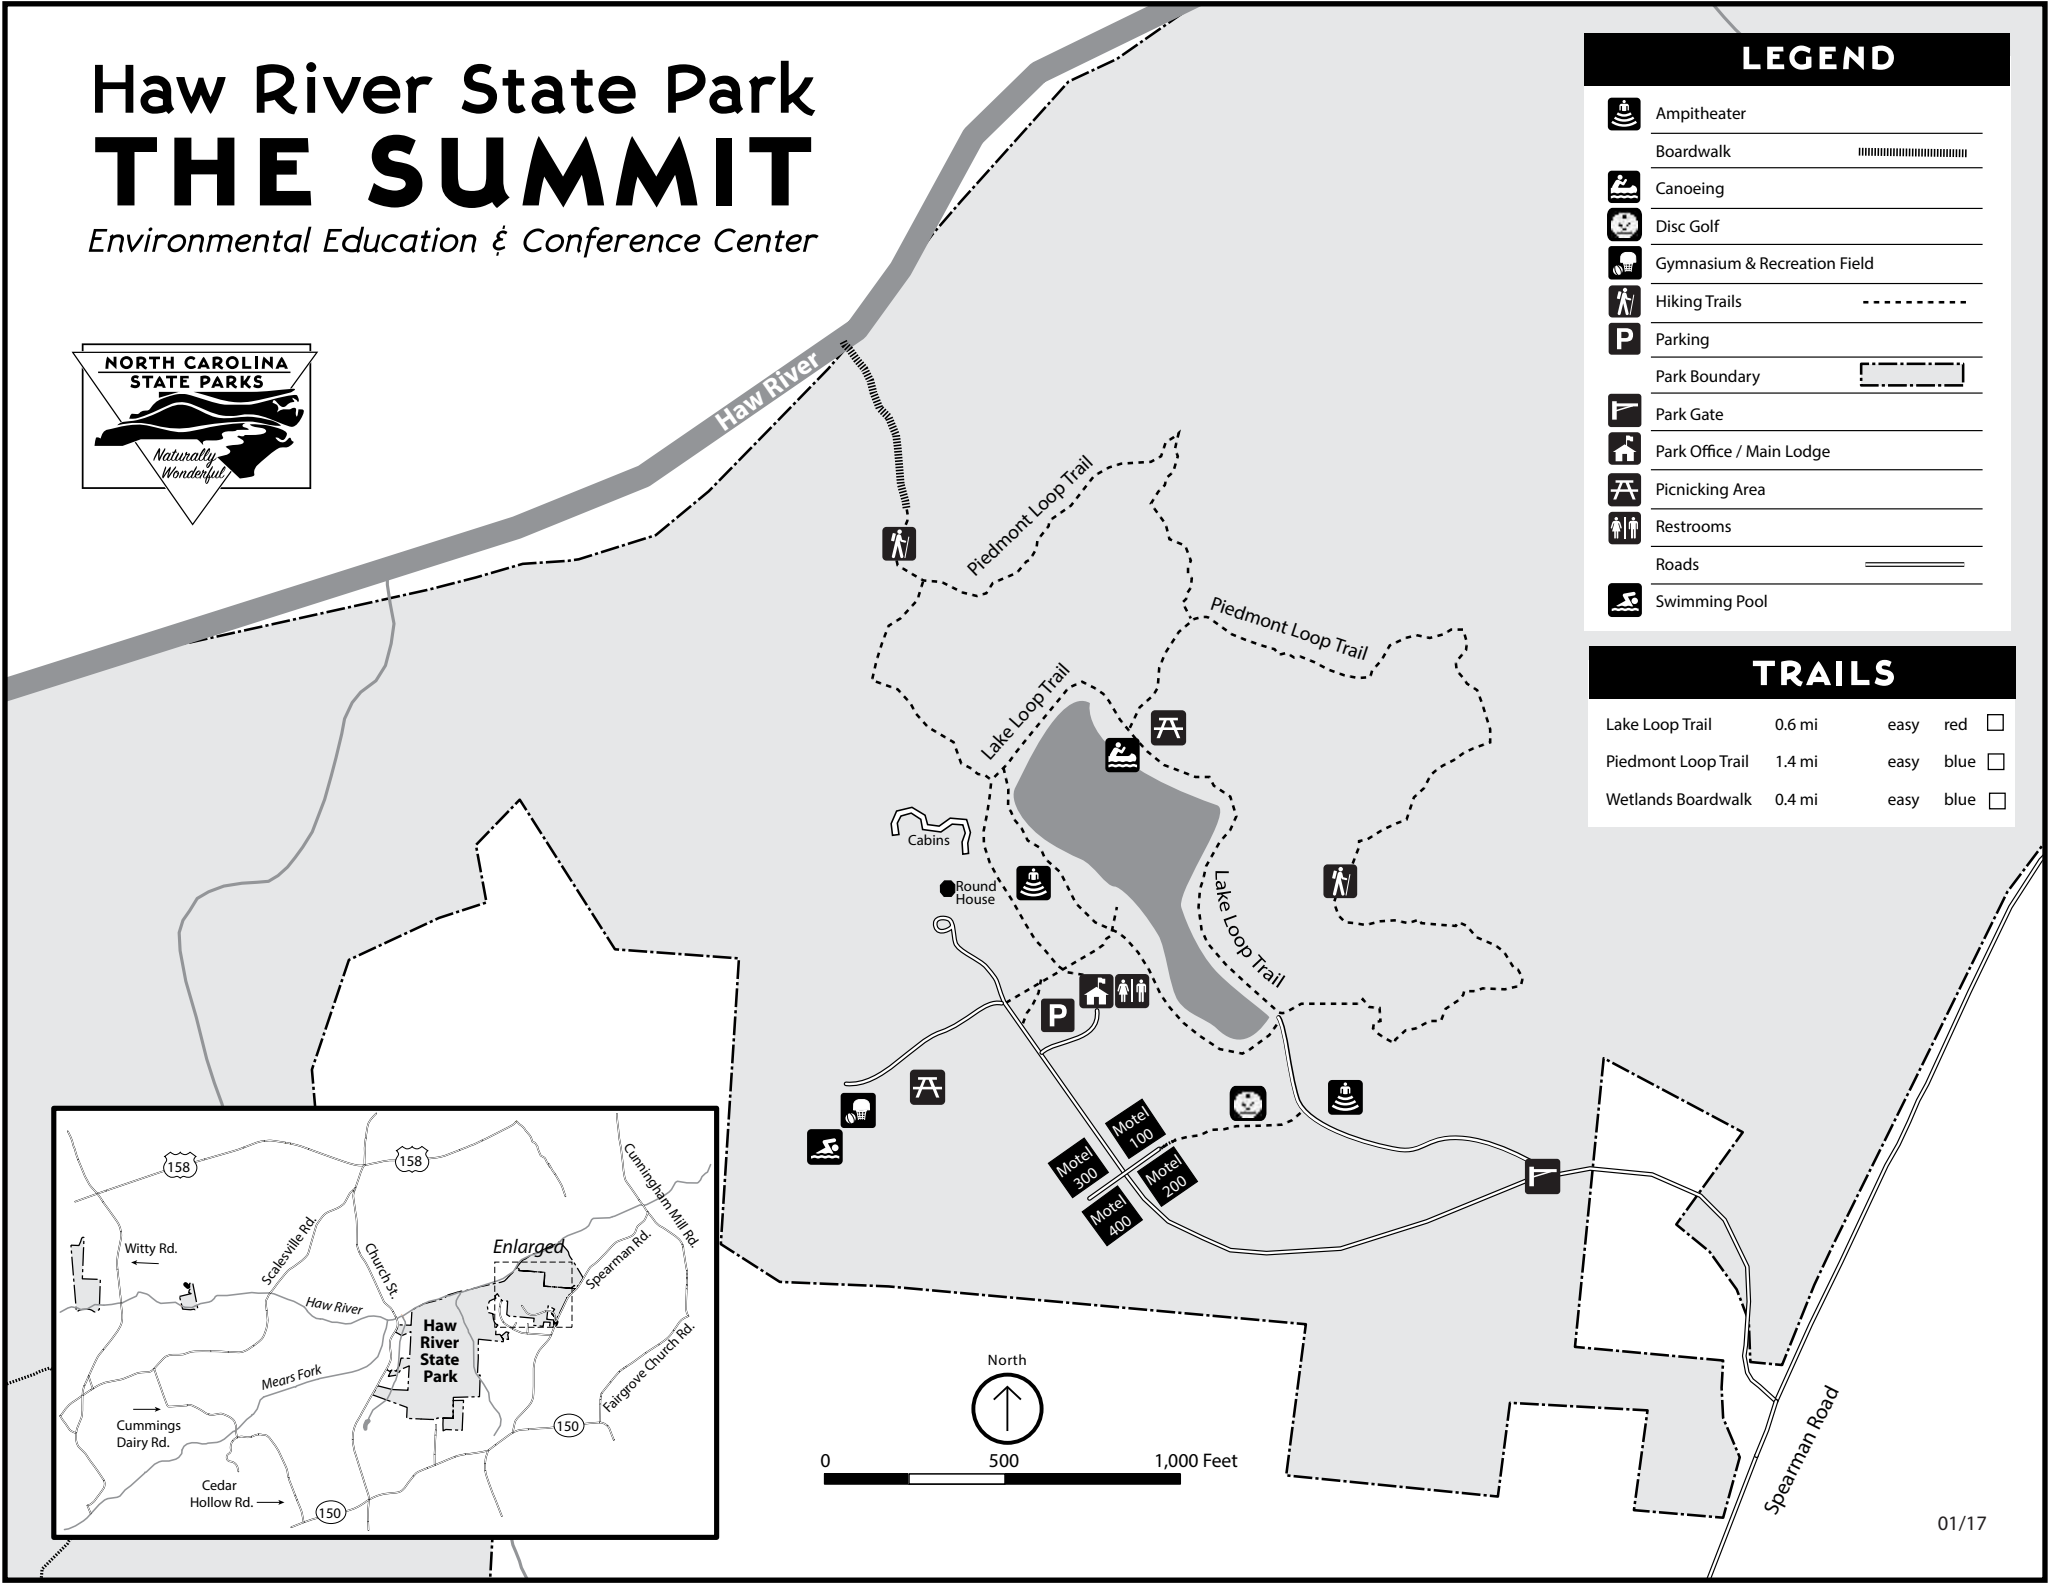 Haw River State Park
THE SUMMIT
Environmental Education & Conference Center
NORTH CAROLINA
STATE PARKS
Naturally
Wonderful
LEGEND
Ampitheater
Boardwalk
Canoeing
Disc Golf
Gymnasium & Recreation Field
Hiking Trails
P Parking
Park Boundary
Park Gate
Park Office / Main Lodge
Picnicking Area
Restrooms
Roads
Swimming Pool
TRAILS
Lake Loop Trail 0.6 mi easy red
Piedmont Loop Trail 1.4 mi easy blue
Wetlands Boardwalk 0.4 mi easy blue
Haw River
Piedmont Loop Trail
Piedmont Loop Trail
Lake Loop Trail
Cabins
Round
House
Lake Loop Trail
P
Motel
100
Motel
300
Motel
200
Motel
400
Spearman Road
North
0 500 1,000 Feet
01/17
158
158
Cunningham Mill Rd.
Witty Rd.
Scalesville Rd.
Church St.
Enlarged
Spearman Rd.
Haw River
Haw
River
State
Park
Mears Fork
Fairgrove Church Rd.
Cummings
Dairy Rd.
150
Cedar
Hollow Rd.
150